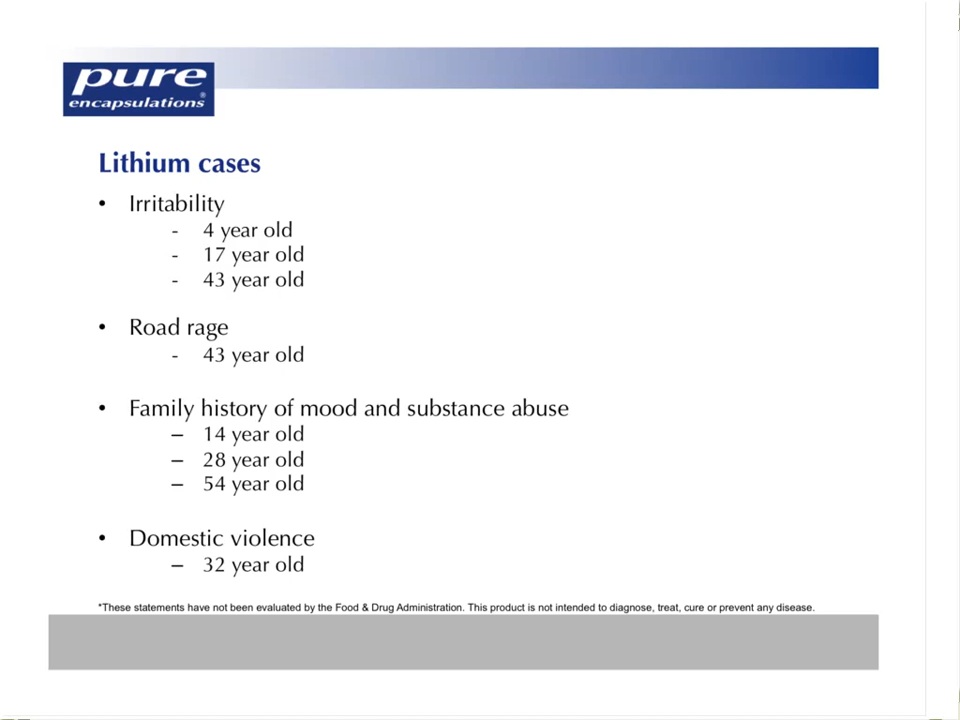 pure
encapsulations®
Lithium cases
• Irritability
- 4 year old
- 17 year old
- 43 year old
• Road rage
- 43 year old
• Family history of mood and substance abuse
– 14 year old
– 28 year old
– 54 year old
• Domestic violence
– 32 year old
*These statements have not been evaluated by the Food & Drug Administration. This product is not intended to diagnose, treat, cure or prevent any disease.